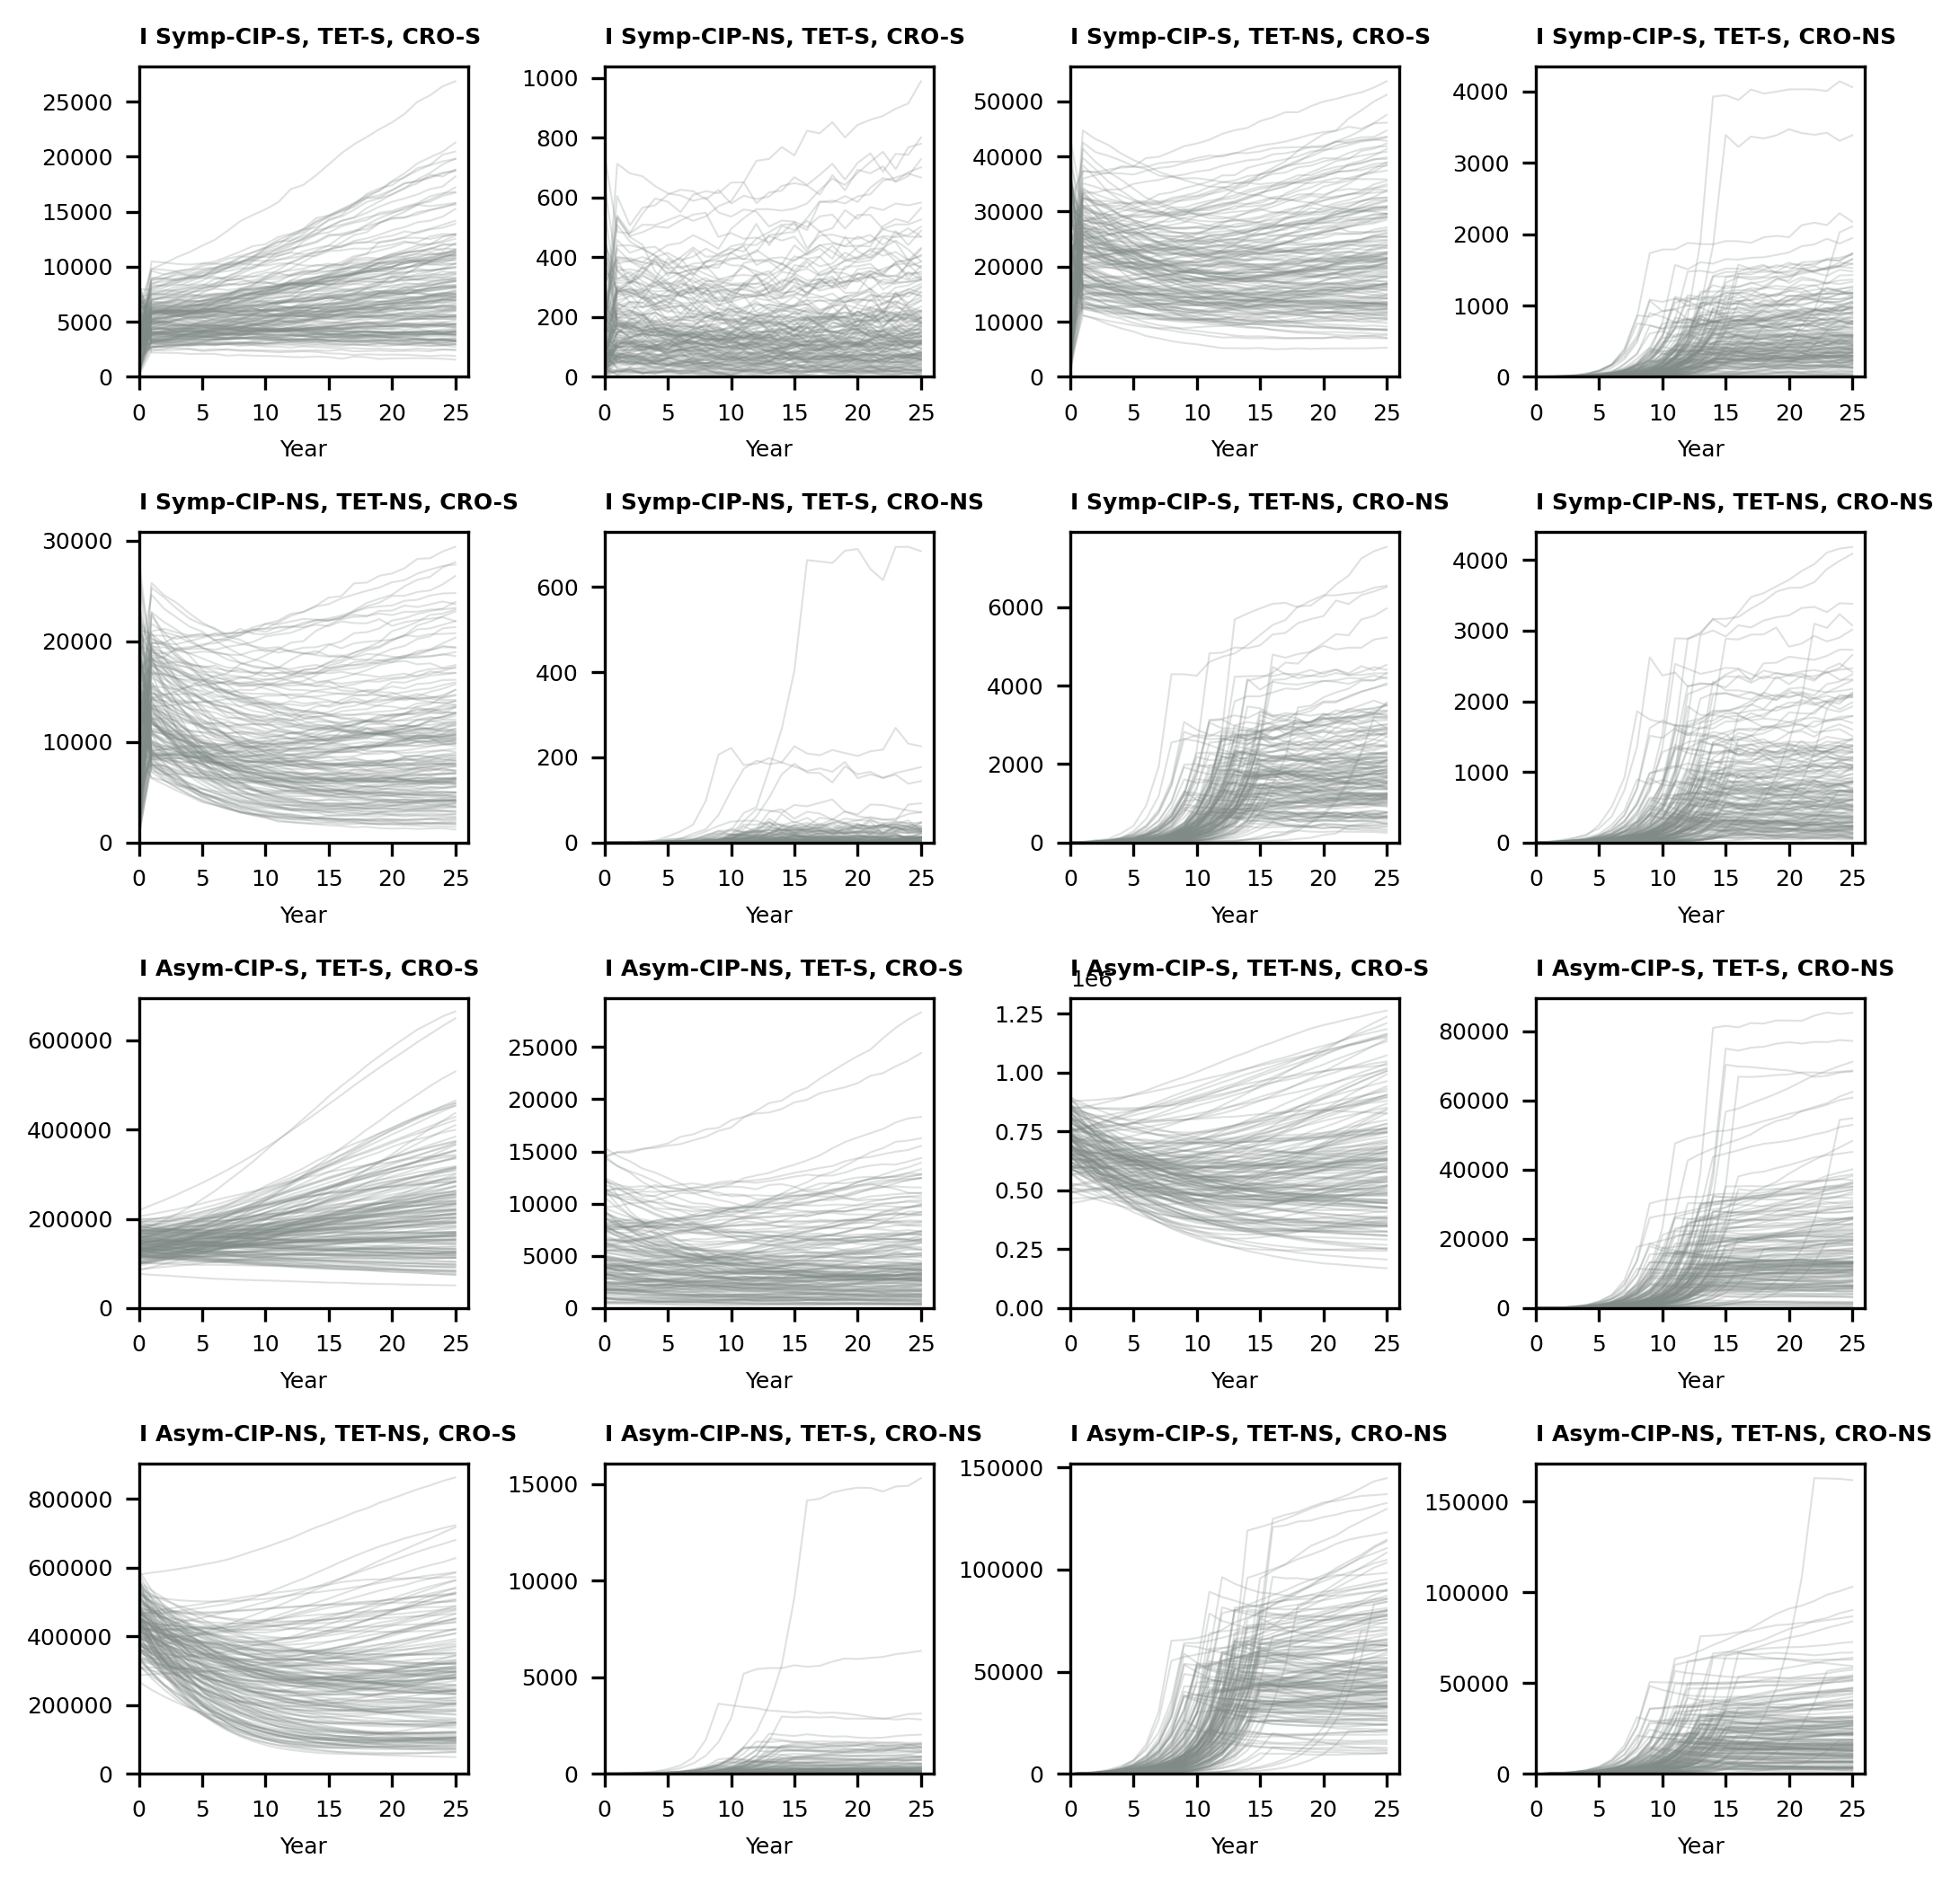 I Symp-CIP-S, TET-S, CRO-S
25000
20000
15000
10000
5000
0
0 5 10 15 20 25
Year
I Symp-CIP-NS, TET-S, CRO-S
1000
800
600
400
200
0
0 5 10 15 20 25
Year
I Symp-CIP-S, TET-NS, CRO-S
50000
40000
30000
20000
10000
0
0 5 10 15 20 25
Year
I Symp-CIP-S, TET-S, CRO-NS
4000
3000
2000
1000
0
0 5 10 15 20 25
Year
I Symp-CIP-NS, TET-NS, CRO-S
30000
20000
10000
0
0 5 10 15 20 25
Year
I Symp-CIP-NS, TET-S, CRO-NS
600
400
200
0
0 5 10 15 20 25
Year
I Symp-CIP-S, TET-NS, CRO-NS
6000
4000
2000
0
0 5 10 15 20 25
Year
I Symp-CIP-NS, TET-NS, CRO-NS
4000
3000
2000
1000
0
0 5 10 15 20 25
Year
I Asym-CIP-S, TET-S, CRO-S
600000
400000
200000
0
0 5 10 15 20 25
Year
I Asym-CIP-NS, TET-S, CRO-S
25000
20000
15000
10000
5000
0
0 5 10 15 20 25
Year
I Asym-CIP-S, TET-NS, CRO-S
1e6
1.25
1.00
0.75
0.50
0.25
0.00
0 5 10 15 20 25
Year
I Asym-CIP-S, TET-S, CRO-NS
80000
60000
40000
20000
0
0 5 10 15 20 25
Year
I Asym-CIP-NS, TET-NS, CRO-S
800000
600000
400000
200000
0
0 5 10 15 20 25
Year
I Asym-CIP-NS, TET-S, CRO-NS
15000
10000
5000
0
0 5 10 15 20 25
Year
I Asym-CIP-S, TET-NS, CRO-NS
150000
100000
50000
0
0 5 10 15 20 25
Year
I Asym-CIP-NS, TET-NS, CRO-NS
150000
100000
50000
0
0 5 10 15 20 25
Year